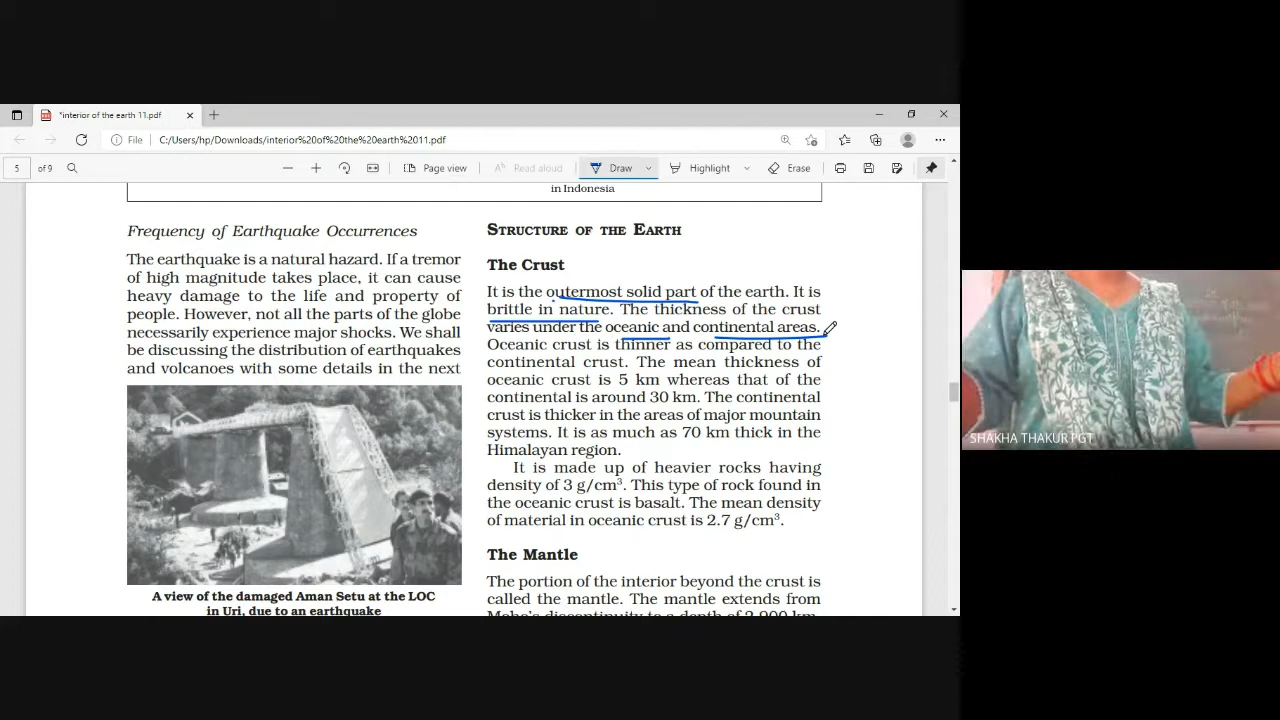 *interior of the earth 11.pdf
File C:/Users/hp/Downloads/interior%20of%20the%20earth%2011.pdf
5 of 9 Page view Read aloud Draw Highlight Erase
in Indonesia
Frequency of Earthquake Occurrences
The earthquake is a natural hazard. If a tremor
of high magnitude takes place, it can cause
heavy damage to the life and property of
people. However, not all the parts of the globe
necessarily experience major shocks. We shall
be discussing the distribution of earthquakes
and volcanoes with some details in the next
A view of the damaged Aman Setu at the LOC
in Uri, due to an earthquake
STRUCTURE OF THE EARTH
The Crust
It is the outermost solid part of the earth. It is
brittle in nature. The thickness of the crust
varies under the oceanic and continental areas.
Oceanic crust is thinner as compared to the
continental crust. The mean thickness of
oceanic crust is 5 km whereas that of the
continental is around 30 km. The continental
crust is thicker in the areas of major mountain
systems. It is as much as 70 km thick in the
Himalayan region.
It is made up of heavier rocks having
density of 3 g/cm³. This type of rock found in
the oceanic crust is basalt. The mean density
of material in oceanic crust is 2.7 g/cm³.
The Mantle
The portion of the interior beyond the crust is
called the mantle. The mantle extends from
Moho's discontinuity to a depth of 2,900 km.
SHAKHA THAKUR PGT